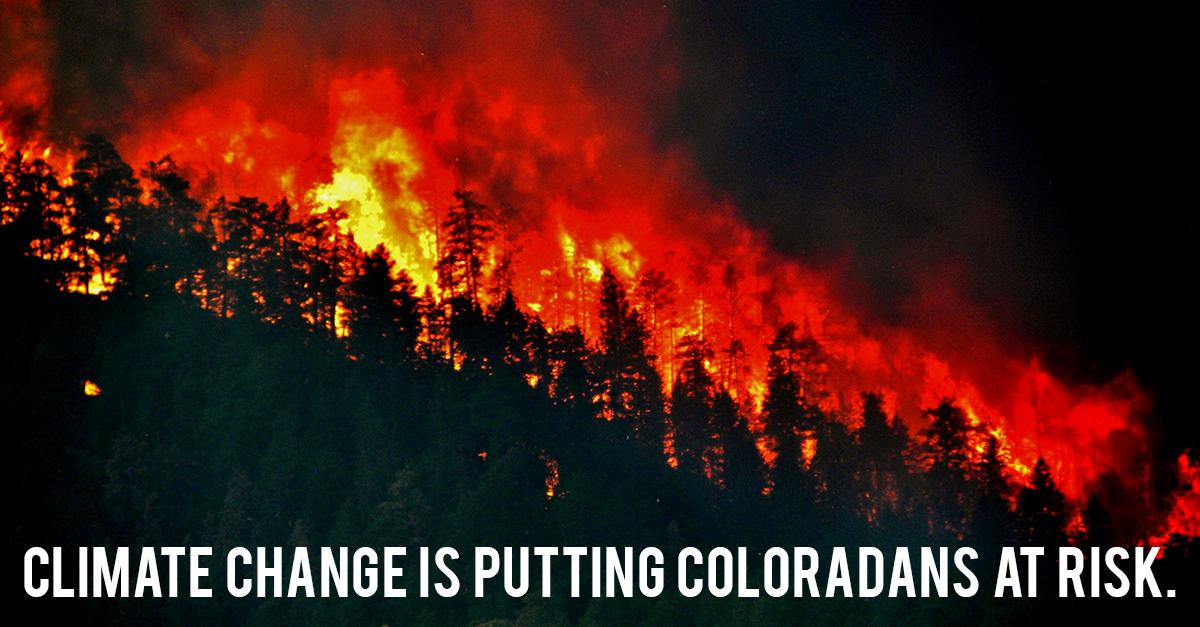 CLIMATE CHANGE IS PUTTING COLORADANS AT RISK.